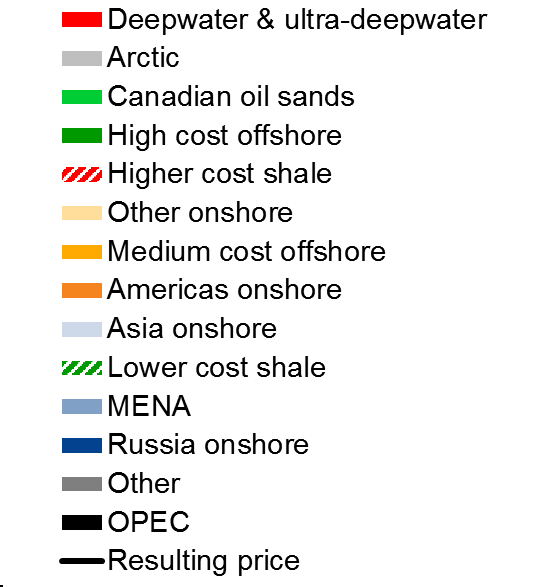 Deepwater & ultra-deepwater
Arctic
Canadian oil sands
High cost offshore
Higher cost shale
Other onshore
Medium cost offshore
Americas onshore
Asia onshore
Lower cost shale
MENA
Russia onshore
Other
OPEC
Resulting price